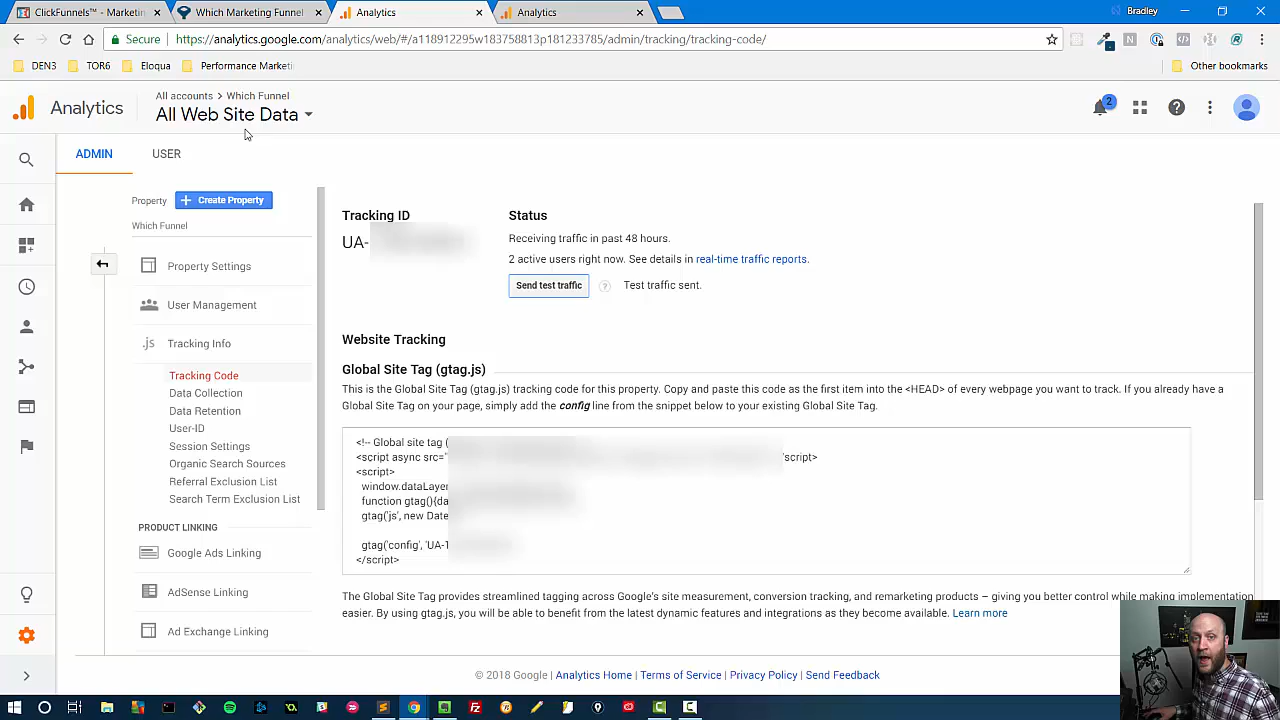 ClickFunnels™ - Marketing
Which Marketing Funnel
Analytics
Analytics
Bradley
Secure
https://analytics.google.com/analytics/web/#/a118912295w183758813p181233785/admin/tracking/tracking-code/
DEN3
TOR6
Eloqua
Performance Marketi
Other bookmarks
Analytics
All accounts > Which Funnel
All Web Site Data
2
ADMIN
USER
Property
Create Property
Which Funnel
Property Settings
User Management
.js Tracking Info
Tracking Code
Data Collection
Data Retention
User-ID
Session Settings
Organic Search Sources
Referral Exclusion List
Search Term Exclusion List
PRODUCT LINKING
Google Ads Linking
AdSense Linking
Ad Exchange Linking
Tracking ID
UA-
Status
Receiving traffic in past 48 hours.
2 active users right now. See details in real-time traffic reports.
Send test traffic
?
Test traffic sent.
Website Tracking
Global Site Tag (gtag.js)
This is the Global Site Tag (gtag.js) tracking code for this property. Copy and paste this code as the first item into the <HEAD> of every webpage you want to track. If you already have a
Global Site Tag on your page, simply add the config line from the snippet below to your existing Global Site Tag.
<!-- Global site tag (
<script async src="
'script>
<script>
window.dataLayer
function gtag(){da
gtag('js', new Date
gtag('config', 'UA-1
</script>
The Global Site Tag provides streamlined tagging across Google's site measurement, conversion tracking, and remarketing products – giving you better control while making implementation
easier. By using gtag.js, you will be able to benefit from the latest dynamic features and integrations as they become available. Learn more
© 2018 Google | Analytics Home | Terms of Service | Privacy Policy | Send Feedback